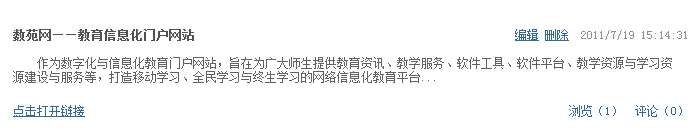 数苑网－－教育信息化门户网站 编辑 删除 2011/7/19 15:14:31
作为数字化与信息化教育门户网站，旨在为广大师生提供教育资讯、教学服务、软件工具、软件平台、教学资源与学习资
源建设与服务等，打造移动学习、全民学习与终生学习的网络信息化教育平台...
点击打开链接 浏览（1） 评论（0）